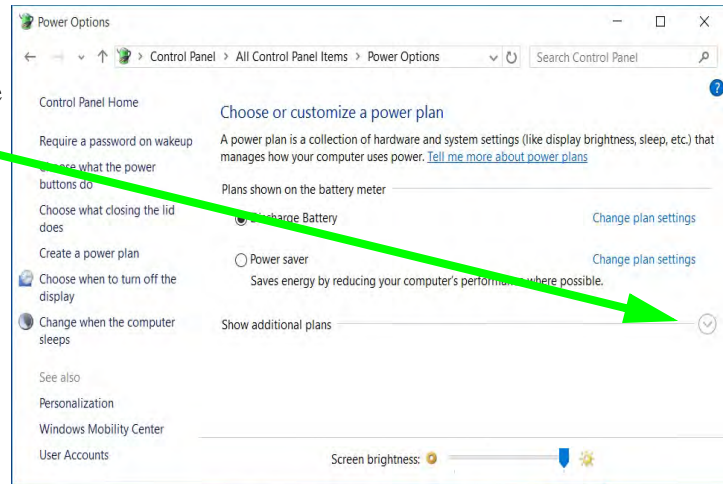 Power Options
Control Panel > All Control Panel Items > Power Options
Search Control Panel
e
?
Control Panel Home
Require a password on wakeup
Choose what the power
buttons do
Choose what closing the lid
does
Create a power plan
Choose when to turn off the
display
Change when the computer
sleeps
See also
Personalization
Windows Mobility Center
User Accounts
Choose or customize a power plan
A power plan is a collection of hardware and system settings (like display brightness, sleep, etc.) that
manages how your computer uses power. Tell me more about power plans
Plans shown on the battery meter
Discharge Battery Change plan settings
Power saver Change plan settings
Saves energy by reducing your computer's performance where possible.
Show additional plans
Screen brightness: